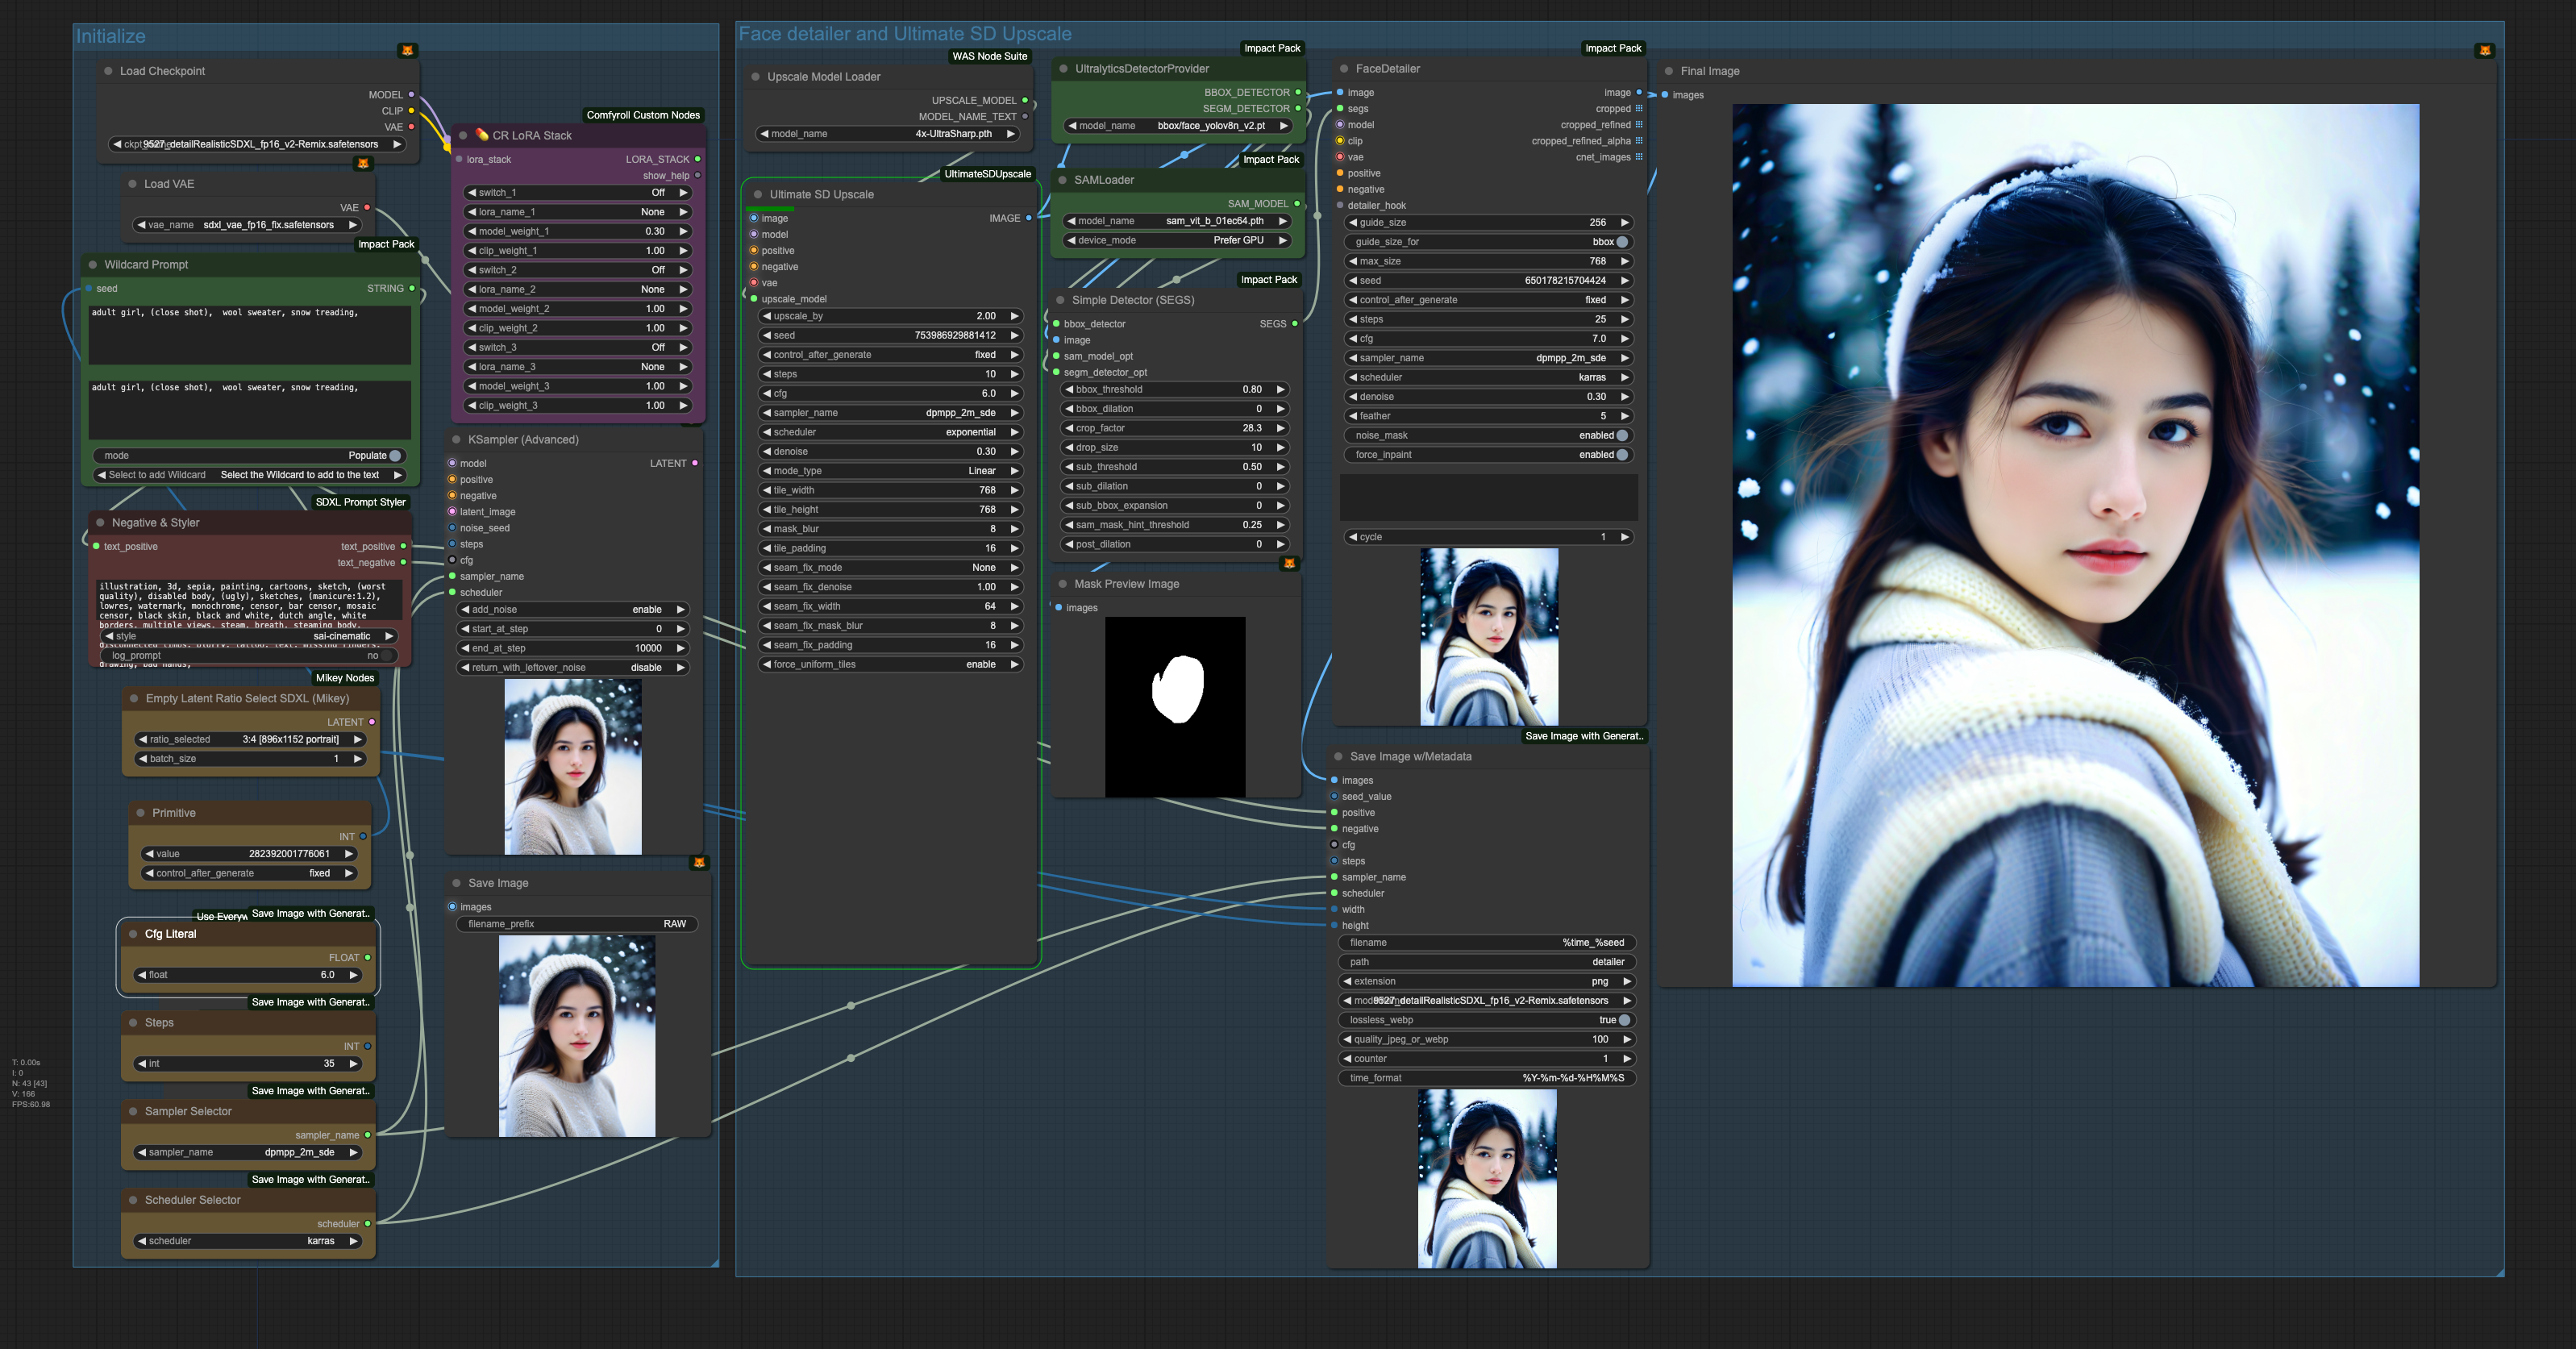 Initialize
Load Checkpoint
MODEL
CLIP
VAE
9527_detailRealisticSDXL_fp16_v2-Remix.safetensors
Load VAE
VAE
vae_name sdxl_vae_fp16_fix.safetensors
Impact Pack
Wildcard Prompt
seed STRING
adult girl, (close shot),  wool sweater, snow treading,
adult girl, (close shot),  wool sweater, snow treading,
mode Populate
Select to add Wildcard Select the Wildcard to add to the text
SDXL Prompt Styler
Negative & Styler
text_positive text_positive
text_negative
illustration, 3d, sepia, painting, cartoons, sketch, (worst
quality), disabled body, (ugly), sketches, (manicure:1.2),
lowres, watermark, monochrome, censor, bar censor, mosaic
censor, black skin, black and white, dutch angle, white
borders, multiple views, steam, breath, steaming body,
style sai-cinematic
log_prompt no
drawing, bad hands,
Mikey Nodes
Empty Latent Ratio Select SDXL (Mikey)
LATENT
ratio_selected 3:4 [896x1152 portrait]
batch_size 1
Primitive
INT
value 282392001776061
control_after_generate fixed
Use Everyw
Save Image with Generat..
Cfg Literal
FLOAT
float 6.0
Save Image with Generat..
Steps
INT
int 35
Save Image with Generat..
Sampler Selector
sampler_name
sampler_name dpmpp_2m_sde
Save Image with Generat..
Scheduler Selector
scheduler
scheduler karras
T: 0.00s
I: 0
N: 43 [43]
V: 166
FPS:60.98
Comfyroll Custom Nodes
CR LoRA Stack
lora_stack LORA_STACK
show_help
switch_1 Off
lora_name_1 None
model_weight_1 0.30
clip_weight_1 1.00
switch_2 Off
lora_name_2 None
model_weight_2 1.00
clip_weight_2 1.00
switch_3 Off
lora_name_3 None
model_weight_3 1.00
clip_weight_3 1.00
KSampler (Advanced)
model LATENT
positive
negative
latent_image
noise_seed
steps
cfg
sampler_name
scheduler
add_noise enable
start_at_step 0
end_at_step 10000
return_with_leftover_noise disable
Save Image
images
filename_prefix RAW
Face detailer and Ultimate SD Upscale
WAS Node Suite
Upscale Model Loader
UPSCALE_MODEL
MODEL_NAME_TEXT
model_name 4x-UltraSharp.pth
UltimateSDUpscale
Ultimate SD Upscale
image IMAGE
model
positive
negative
vae
upscale_model
upscale_by 2.00
seed 753986929881412
control_after_generate fixed
steps 10
cfg 6.0
sampler_name dpmpp_2m_sde
scheduler exponential
denoise 0.30
mode_type Linear
tile_width 768
tile_height 768
mask_blur 8
tile_padding 16
seam_fix_mode None
seam_fix_denoise 1.00
seam_fix_width 64
seam_fix_mask_blur 8
seam_fix_padding 16
force_uniform_tiles enable
Impact Pack
UltralyticsDetectorProvider
BBOX_DETECTOR
SEGM_DETECTOR
model_name bbox/face_yolov8n_v2.pt
Impact Pack
SAMLoader
SAM_MODEL
model_name sam_vit_b_01ec64.pth
device_mode Prefer GPU
Impact Pack
Simple Detector (SEGS)
bbox_detector SEGS
image
sam_model_opt
segm_detector_opt
bbox_threshold 0.80
bbox_dilation 0
crop_factor 28.3
drop_size 10
sub_threshold 0.50
sub_dilation 0
sub_bbox_expansion 0
sam_mask_hint_threshold 0.25
post_dilation 0
Mask Preview Image
images
Impact Pack
FaceDetailer
image image
segs cropped
model cropped_refined
clip cropped_refined_alpha
vae cnet_images
positive
negative
detailer_hook
guide_size 256
guide_size_for bbox
max_size 768
seed 650178215704424
control_after_generate fixed
steps 25
cfg 7.0
sampler_name dpmpp_2m_sde
scheduler karras
denoise 0.30
feather 5
noise_mask enabled
force_inpaint enabled
cycle 1
Save Image with Generat..
Save Image w/Metadata
images
seed_value
positive
negative
cfg
steps
sampler_name
scheduler
width
height
filename %time_%seed
path detailer
extension png
9527_detailRealisticSDXL_fp16_v2-Remix.safetensors
lossless_webp true
quality_jpeg_or_webp 100
counter 1
time_format %Y-%m-%d-%H%M%S
Final Image
images